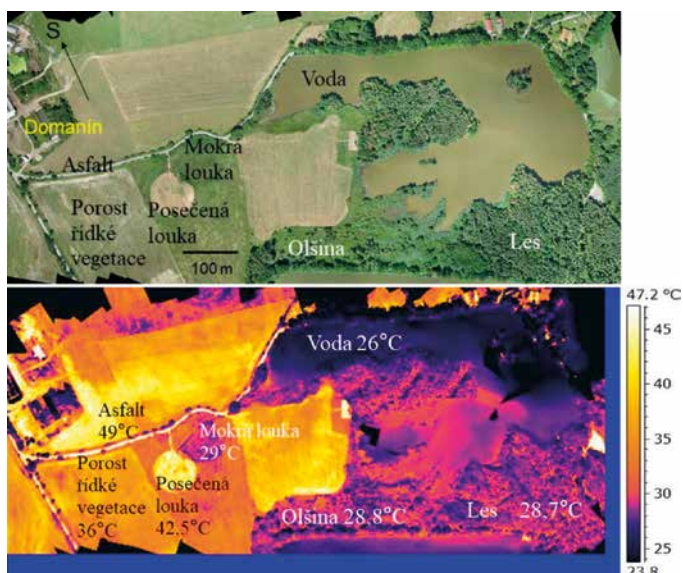 S
Voda
Domanín
Asfalt
Mokrá
louka
Porost
řídké
vegetace
Posečená
louka
100 m
Olšina
Les
47.2 °C
45
40
35
30
25
23.8
Voda 26°C
Asfalt
49°C
Mokrá louka
29°C
Porost
řídké
vegetace
36°C
Posečená
louka
42,5°C
Olšina 28.8°C
Les 28.7°C